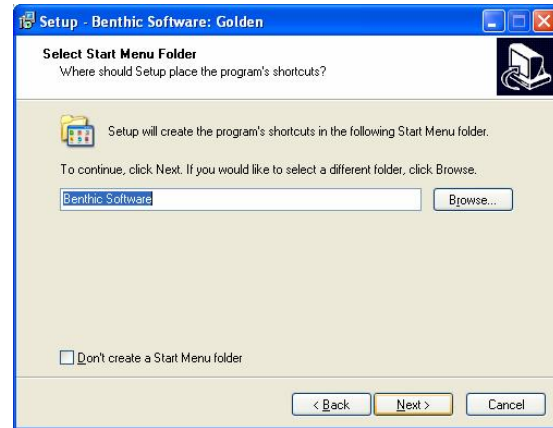 Setup - Benthic Software: Golden
Select Start Menu Folder
Where should Setup place the program's shortcuts?
Setup will create the program's shortcuts in the following Start Menu folder.
To continue, click Next. If you would like to select a different folder, click Browse.
Benthic Software
Browse...
Don't create a Start Menu folder
< Back
Next >
Cancel